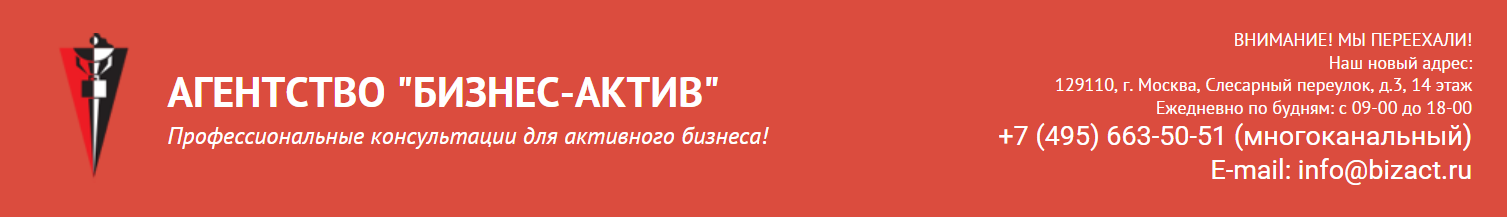 АГЕНТСТВО "БИЗНЕС-АКТИВ"
Профессиональные консультации для активного бизнеса!
ВНИМАНИЕ! МЫ ПЕРЕЕХАЛИ!
Наш новый адрес:
129110, г. Москва, Слесарный переулок, д.3, 14 этаж
Ежедневно по будням: с 09-00 до 18-00
+7 (495) 663-50-51 (многоканальный)
E-mail: info@bizact.ru